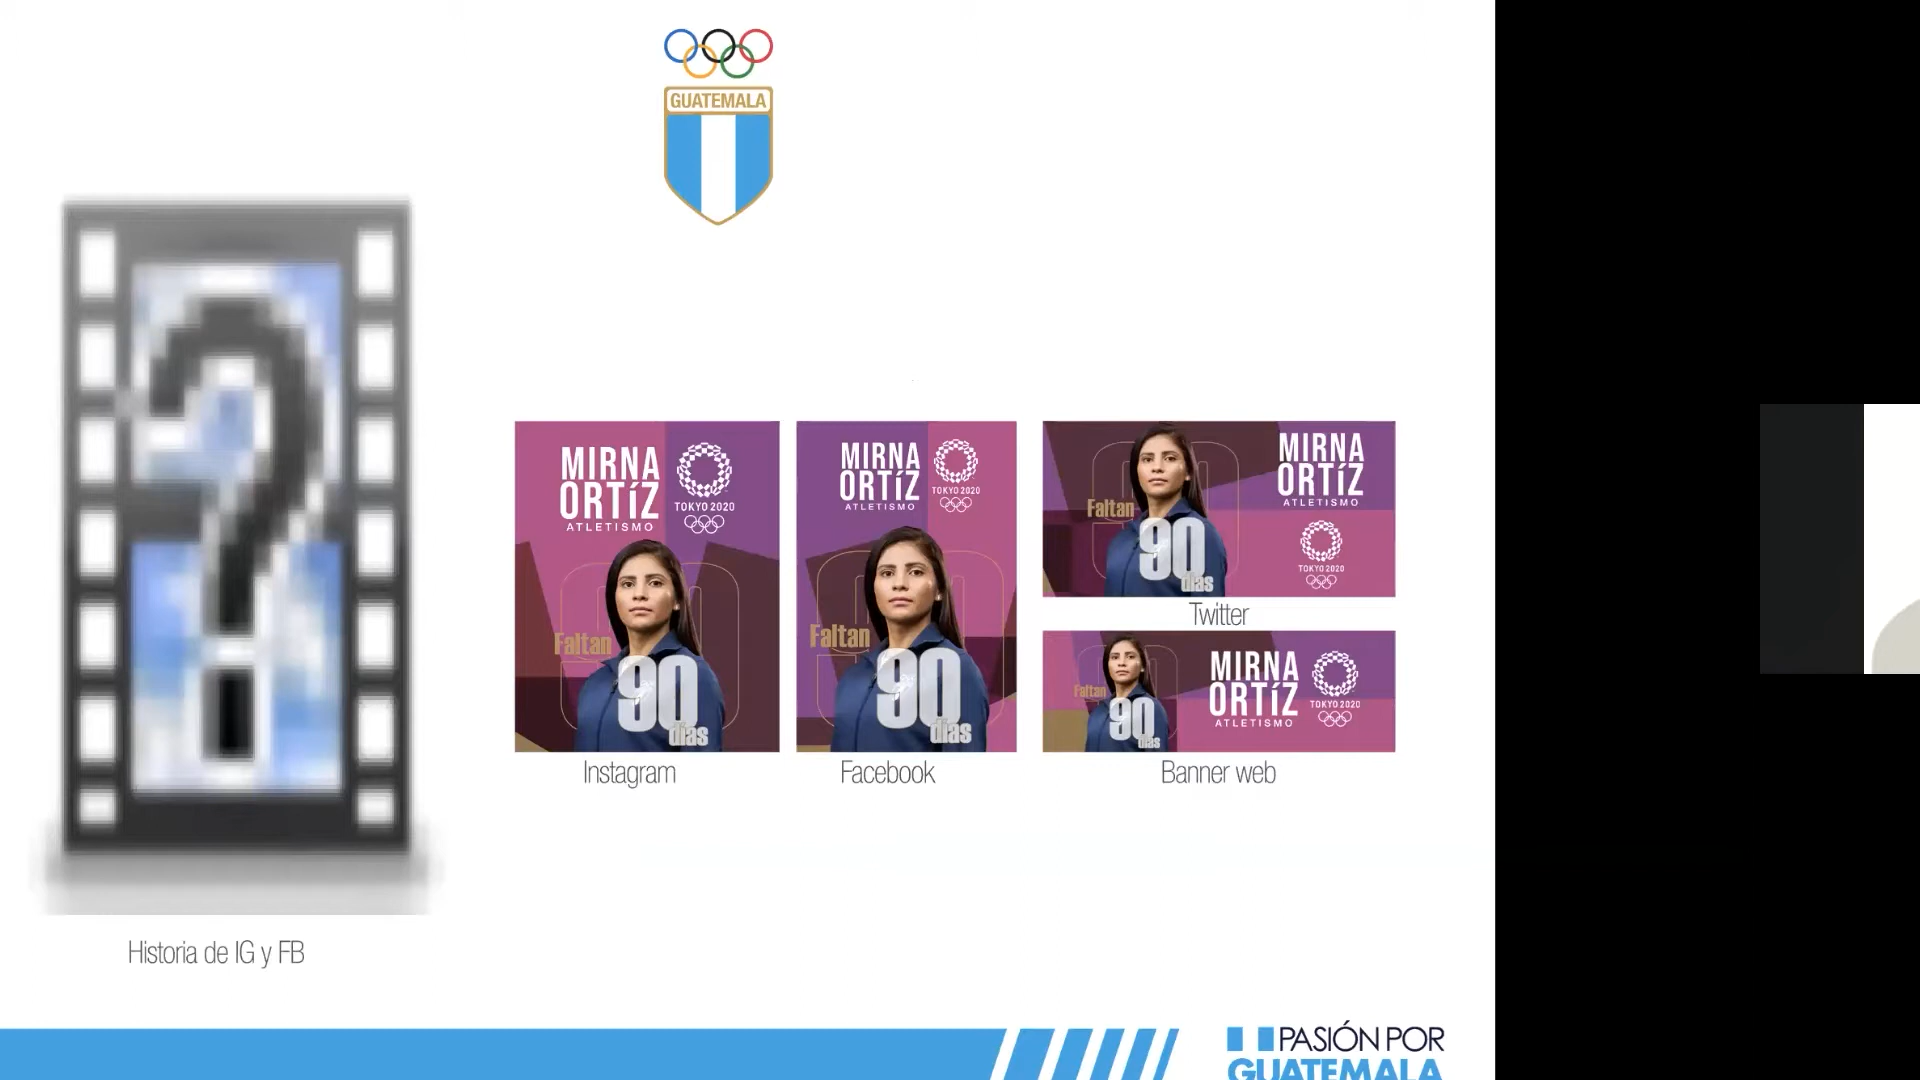 GUATEMALA
MIRNA
ORTíZ
ATLETISMO
TOKYO 2020
Faltan
90
días
Instagram
MIRNA
ORTíZ
ATLETISMO
TOKYO 2020
Faltan
90
días
Facebook
MIRNA
ORTíZ
ATLETISMO
TOKYO 2020
Faltan
90
días
Twitter
MIRNA
ORTíZ
ATLETISMO
TOKYO 2020
Faltan
90
días
Banner web
Historia de IG y FB
PASIÓN POR
GUATEMALA